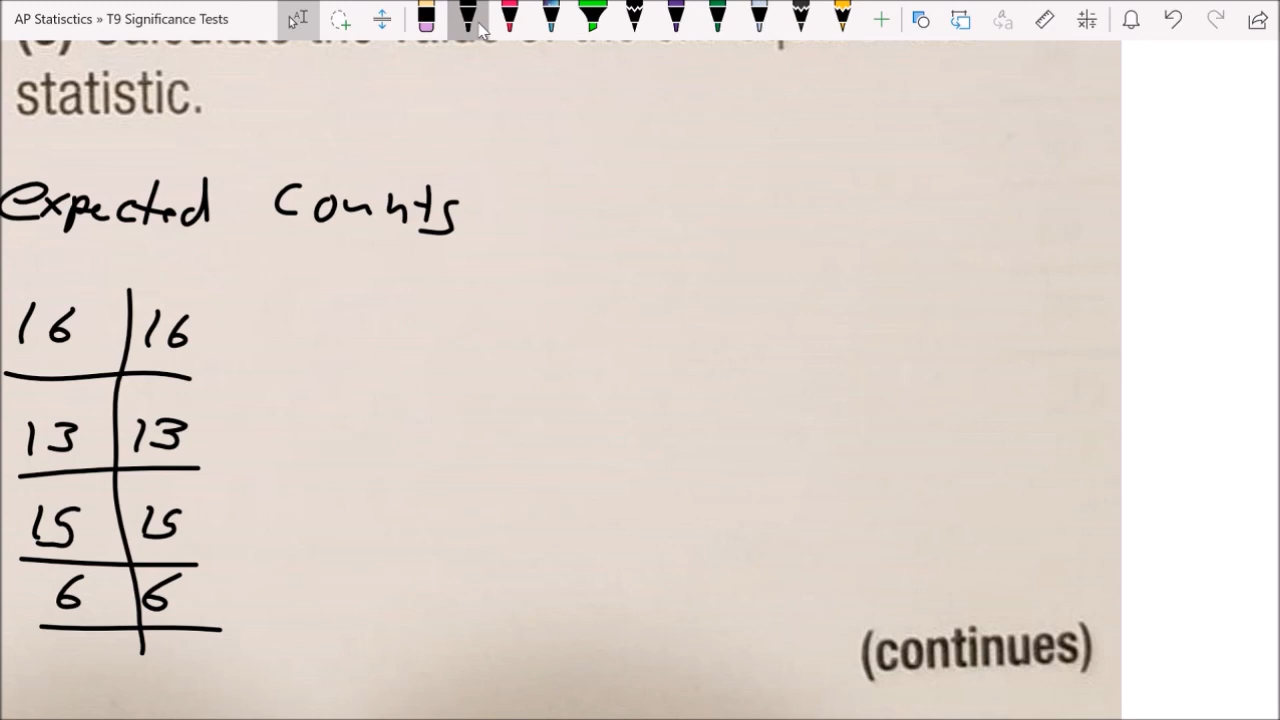 AP Statisctics » T9 Significance Tests
statistic.
expected counts
16 16
13 13
15 15
6 6
(continues)